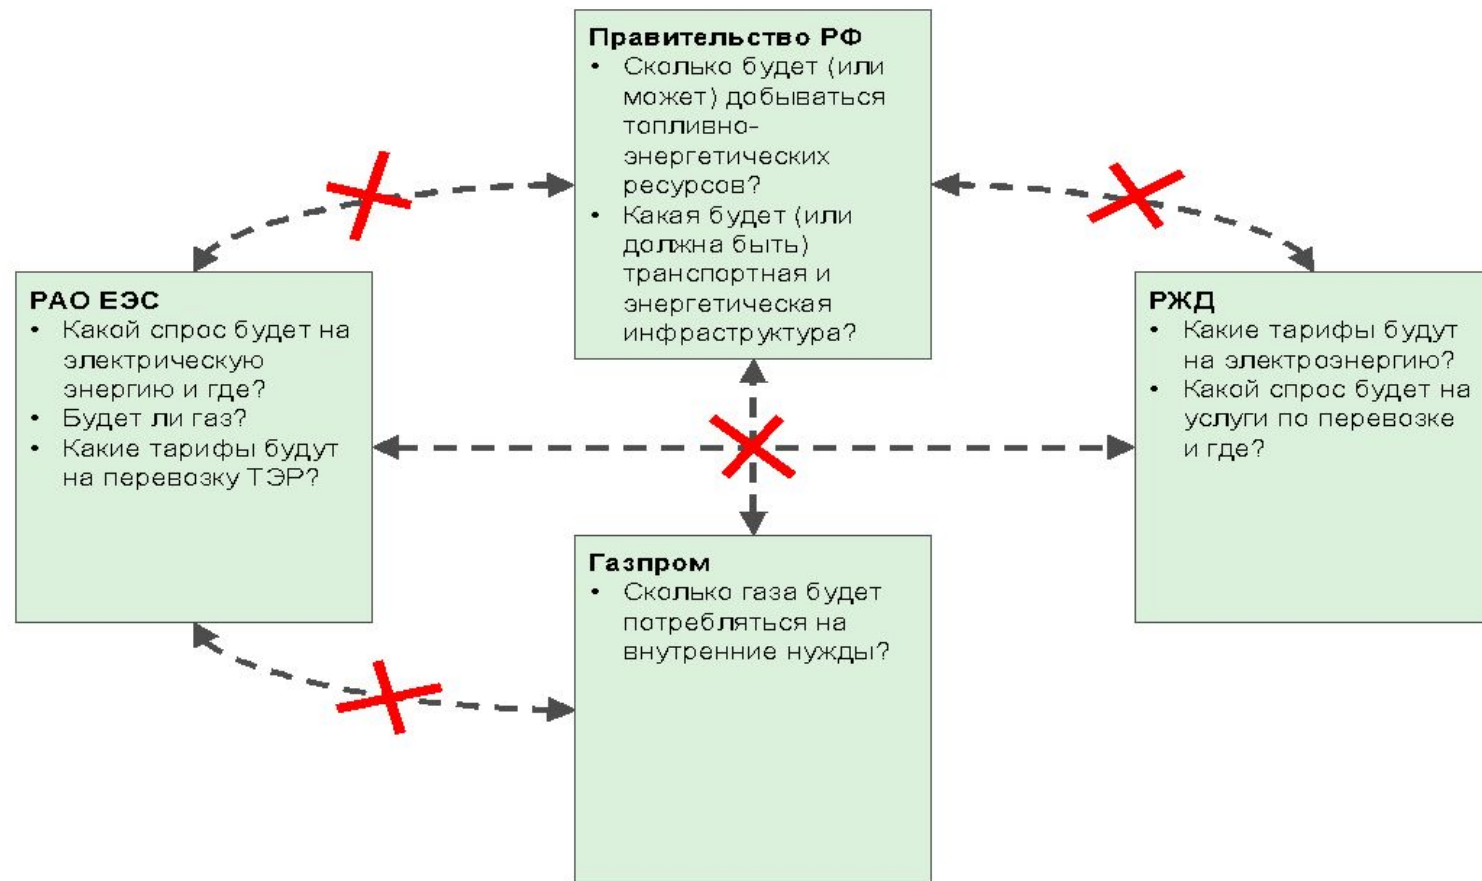 Правительство РФ
• Сколько будет (или
может) добываться
топливно-
энергетических
ресурсов?
• Какая будет (или
должна быть)
транспортная и
энергетическая
инфраструктура?
РАО ЕЭС
• Какой спрос будет на
электрическую
энергию и где?
• Будет ли газ?
• Какие тарифы будут
на перевозку ТЭР?
РЖД
• Какие тарифы будут
на электроэнергию?
• Какой спрос будет на
услуги по перевозке
и где?
Газпром
• Сколько газа будет
потребляться на
внутренние нужды?